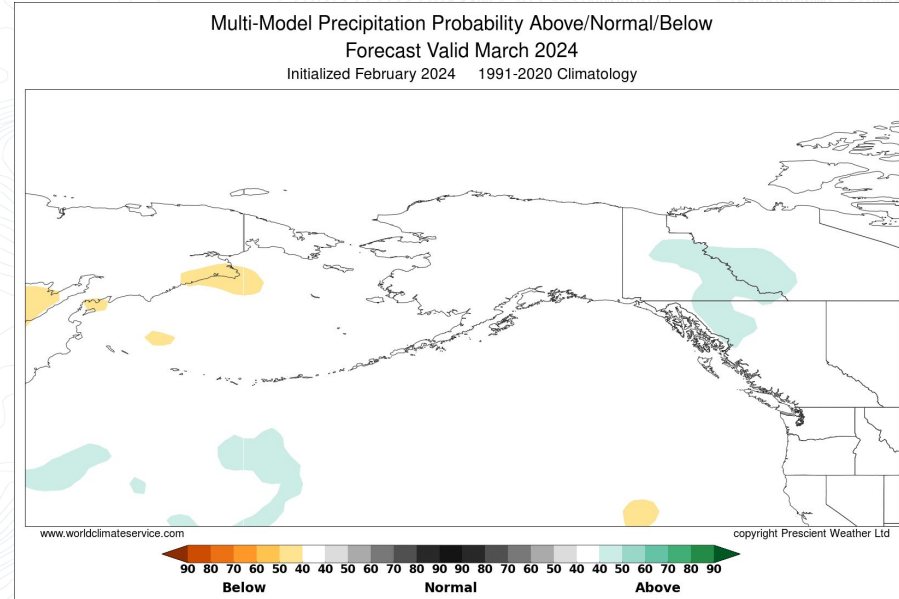 Multi-Model Precipitation Probability Above/Normal/Below
Forecast Valid March 2024
Initialized February 2024 1991-2020 Climatology
www.worldclimateservice.com copyright Prescient Weather Ltd
90 80 70 60 50 40 40 50 60 70 80 90 90 80 70 60 50 40 40 50 60 70 80 90
Below Normal Above